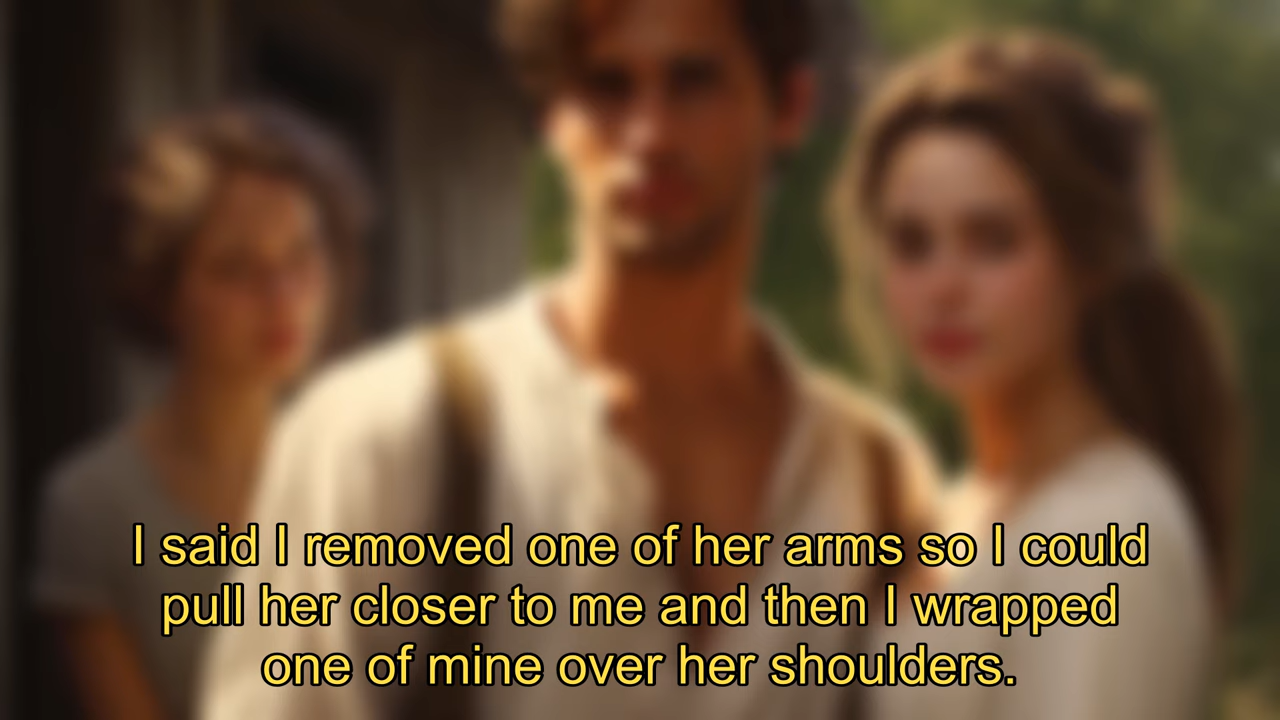 I said I removed one of her arms so I could
pull her closer to me and then I wrapped
one of mine over her shoulders.